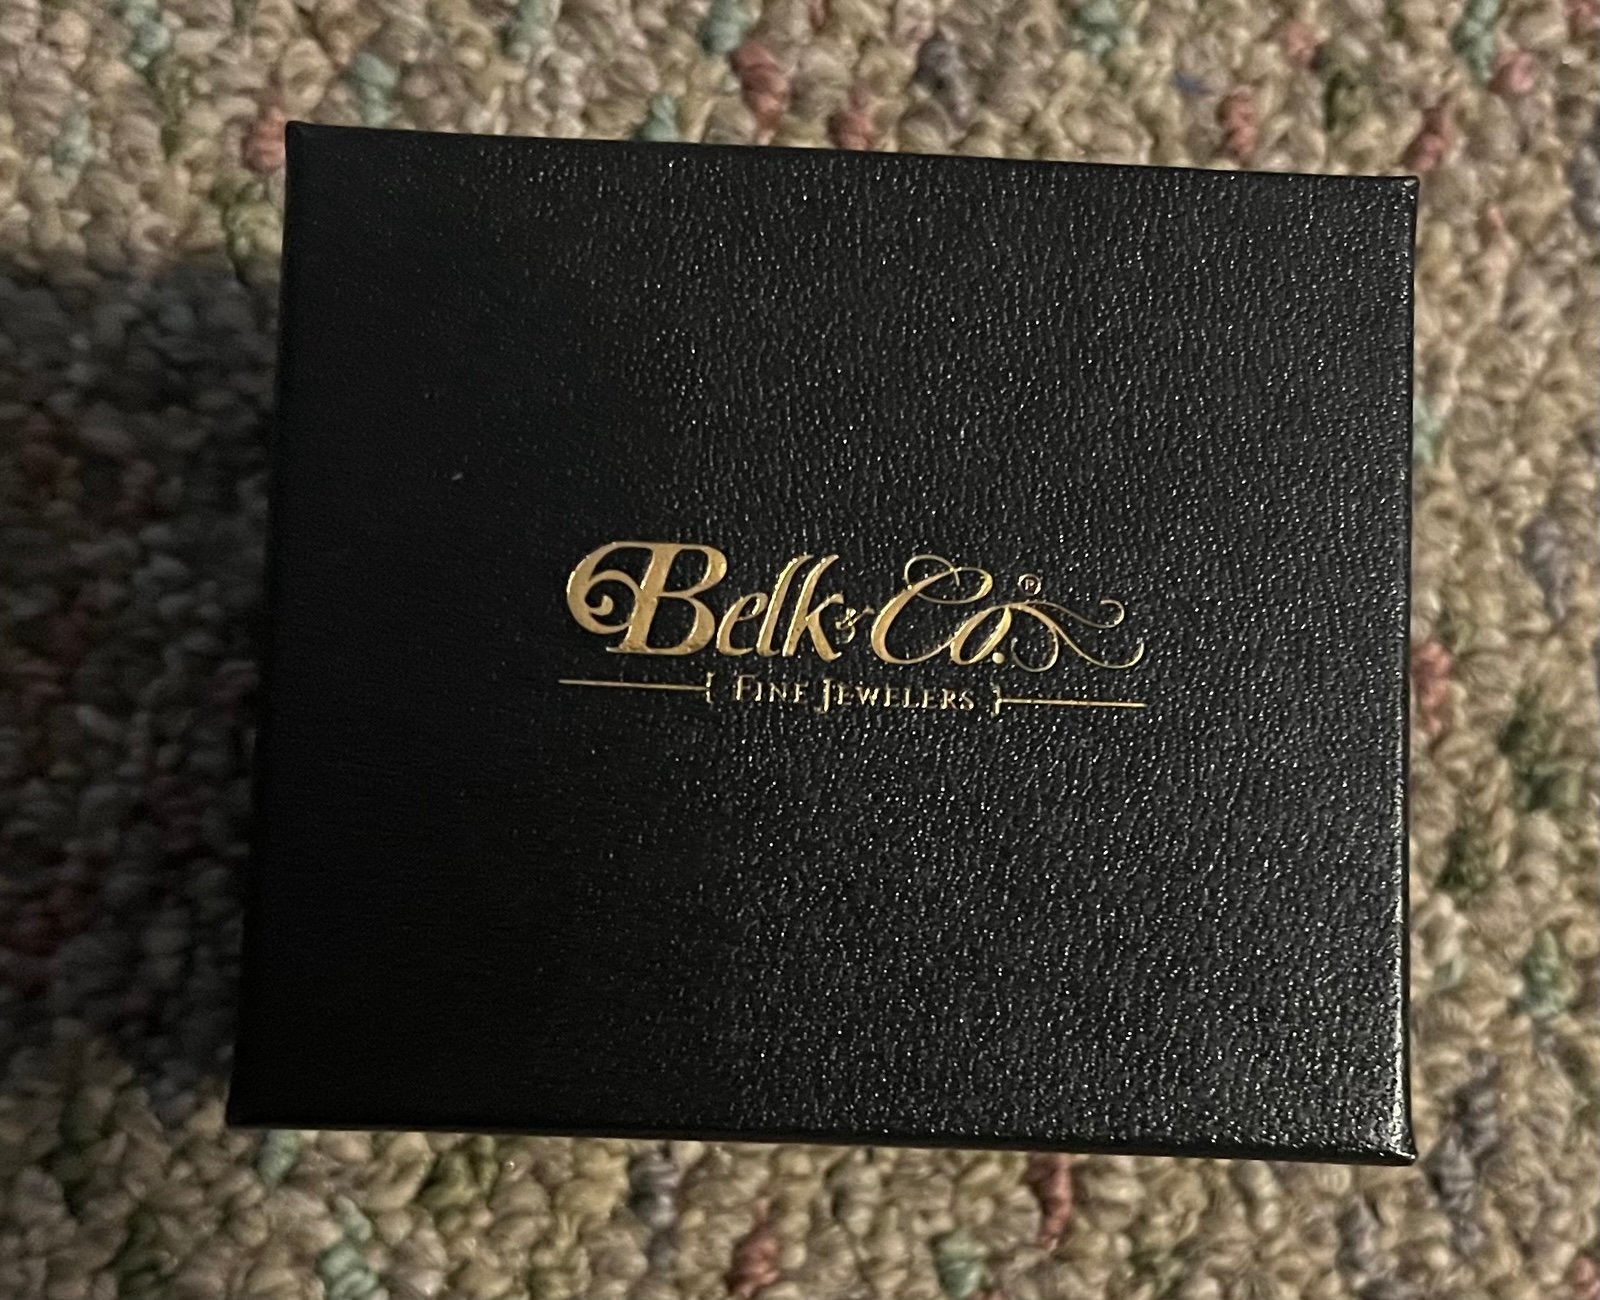 Belk & Co.®
{ Fine Jewelers }